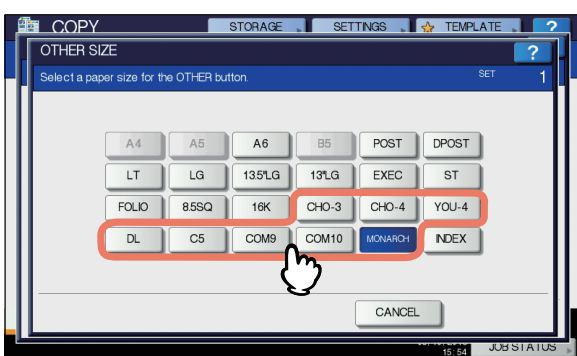 COPY STORAGE SETTINGS TEMPLATE ?
OTHER SIZE ?
Select a paper size for the OTHER button. SET 1
A4 A5 A6 B5 POST DPOST
LT LG 13.5"LG 13"LG EXEC ST
FOLIO 8.5SQ 16K CHO-3 CHO-4 YOU-4
DL C5 COM9 COM10 MONARCH INDEX
CANCEL
15:54 JOB STATUS